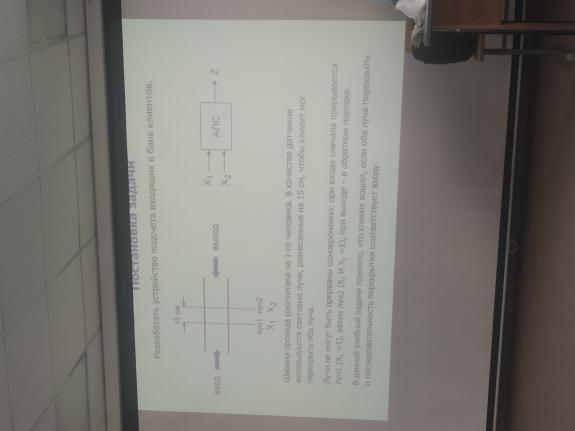 Постановка задачи
Разработать устройство подсчета входящих в банк клиентов.
15 см
вход
выход
луч1 луч2
X1 X2
X1
X2
АПС
Z
Ширина прохода рассчитана на 1-го человека. В качестве датчиков
используются световые лучи, разнесенные на 15 см, чтобы клиент мог
перекрыть оба луча.
Лучи не могут быть прерваны одновременно: при входе сначала прерывается
луч1 (X1 =1), затем луч2 (X1 И X2 =1), при выходе – в обратном порядке.
В данной учебной задаче принято, что клиент вошел, если оба луча перекрыты
и последовательность перекрытия соответствует входу.